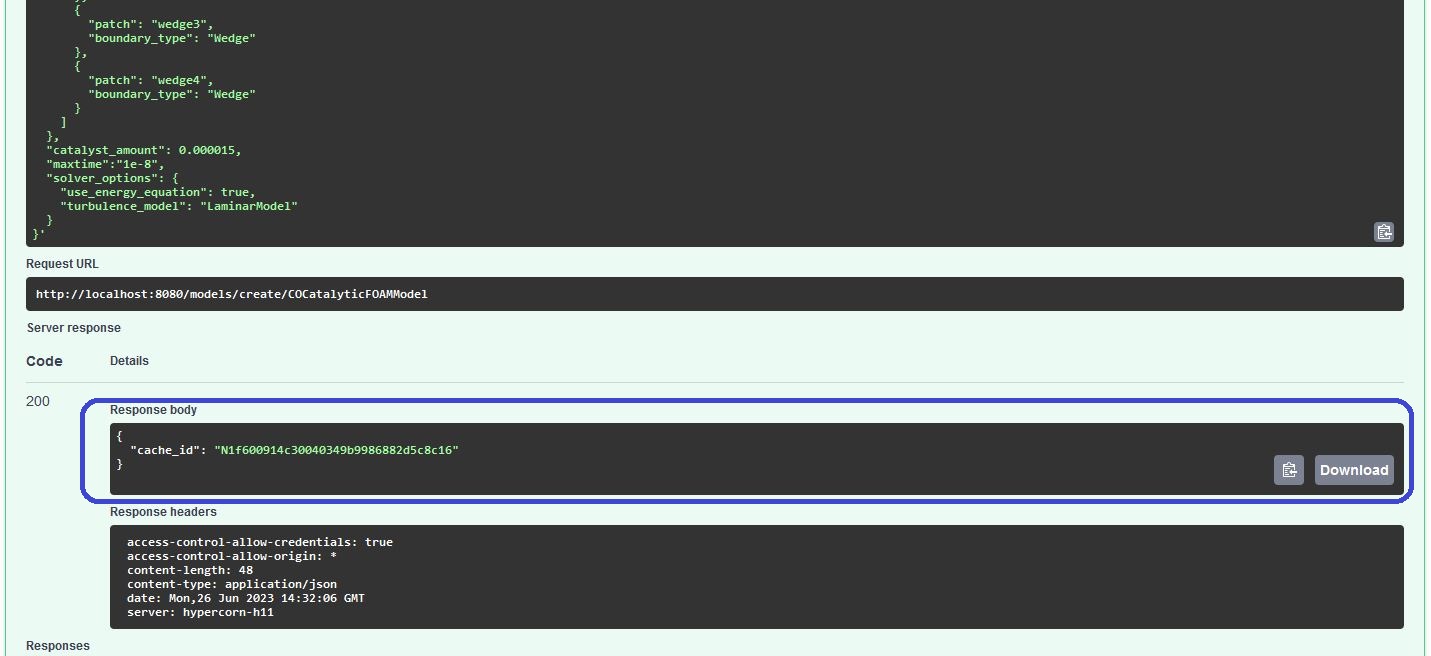 {
"patch": "wedge3",
"boundary_type": "Wedge"
},
{
"patch": "wedge4",
"boundary_type": "Wedge"
}
]
},
"catalyst_amount": 0.000015,
"maxtime":"1e-8",
"solver_options": {
"use_energy_equation": true,
"turbulence_model": "LaminarModel"
}
}'
Request URL
http://localhost:8080/models/create/COCatalyticFOAMModel
Server response
Code Details
200
Response body
{
"cache_id": "N1f600914c30040349b9986882d5c8c16"
}
Download
Response headers
access-control-allow-credentials: true
access-control-allow-origin: *
content-length: 48
content-type: application/json
date: Mon,26 Jun 2023 14:32:06 GMT
server: hypercorn-h11
Responses